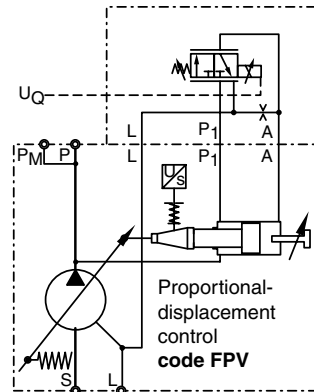 U_Q
L P₁ A
P_M P L P₁ A
U
S
Proportional-
displacement
control
code FPV
S L